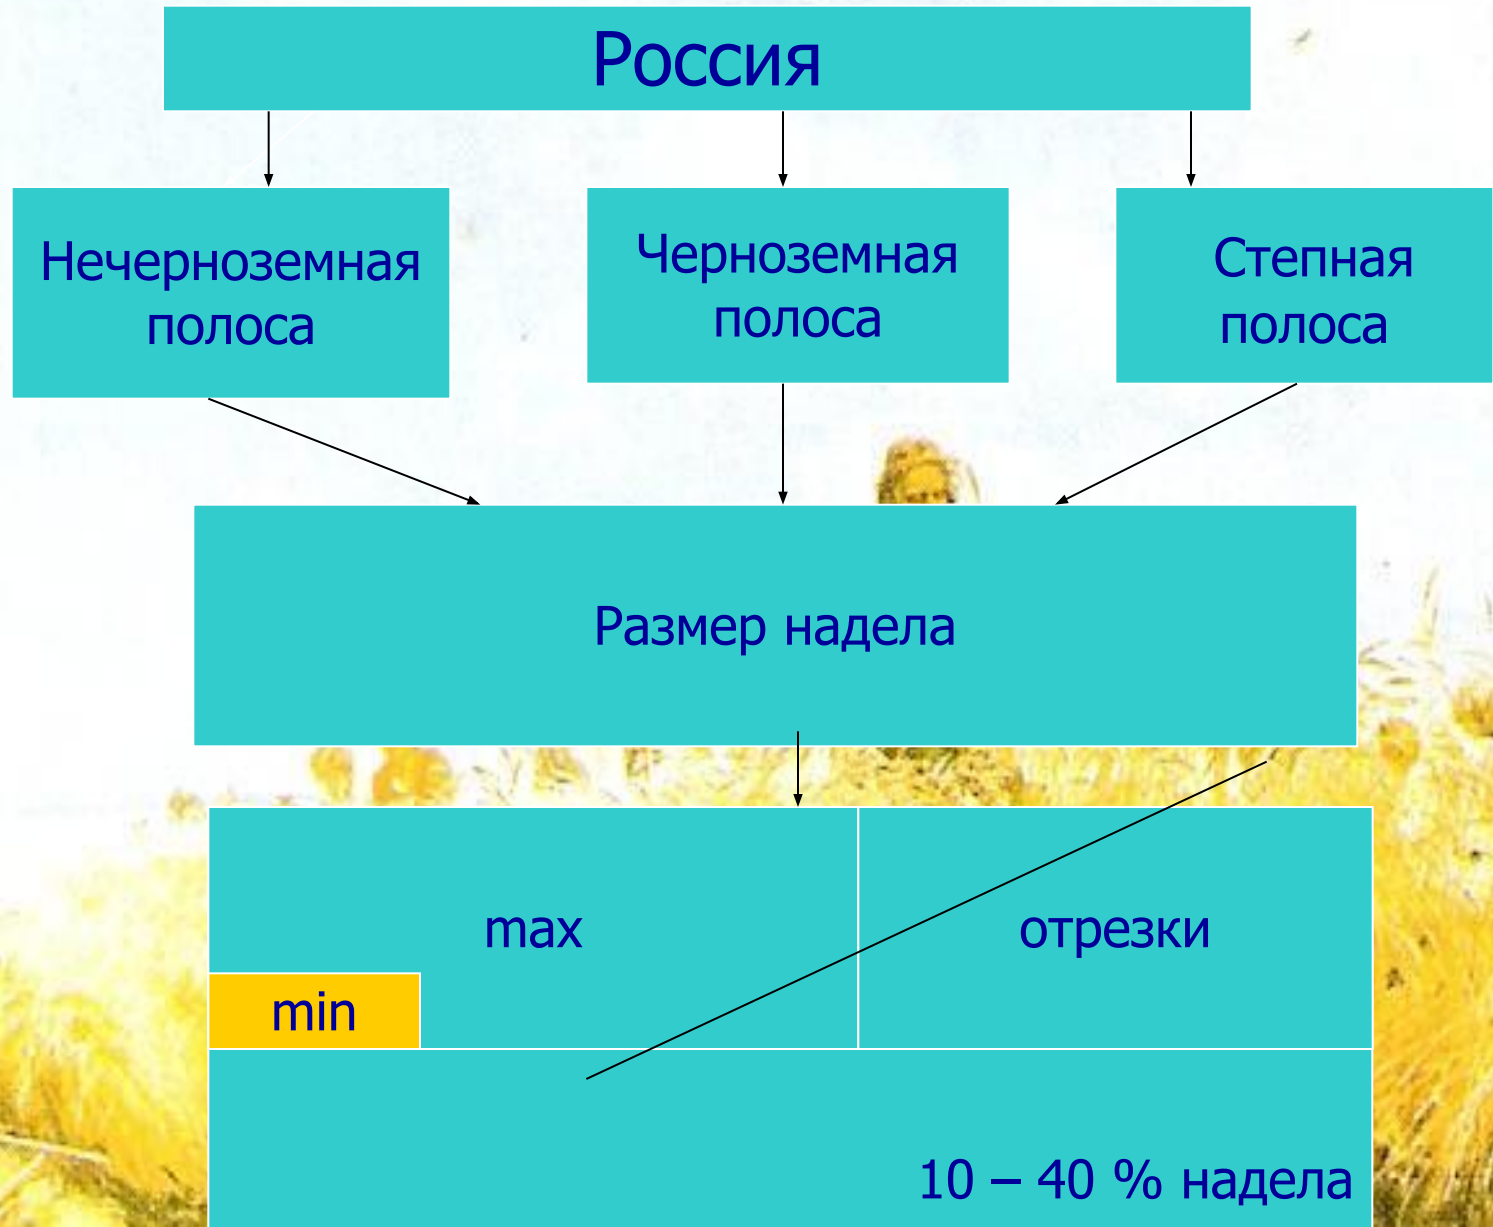 Россия
Нечерноземная
полоса
Черноземная
полоса
Степная
полоса
Размер надела
max
отрезки
min
10 – 40 % надела